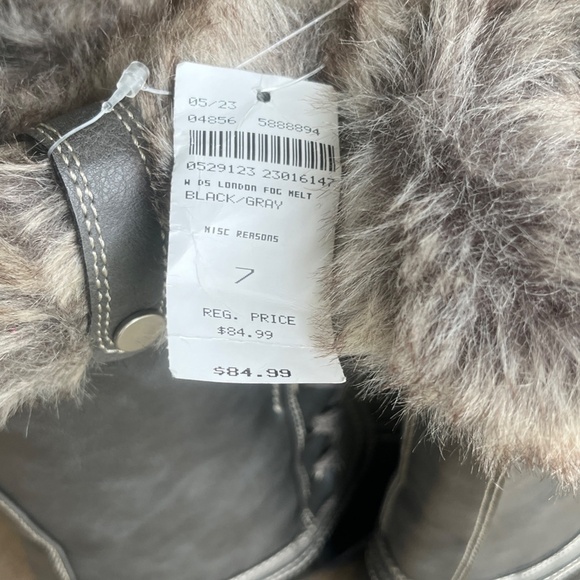 05/23
04856 5888894
0529123 23016147
W DS LONDON FOG MELT
BLACK/GRAY
MISC REASONS
7
REG. PRICE
$84.99
$84.99